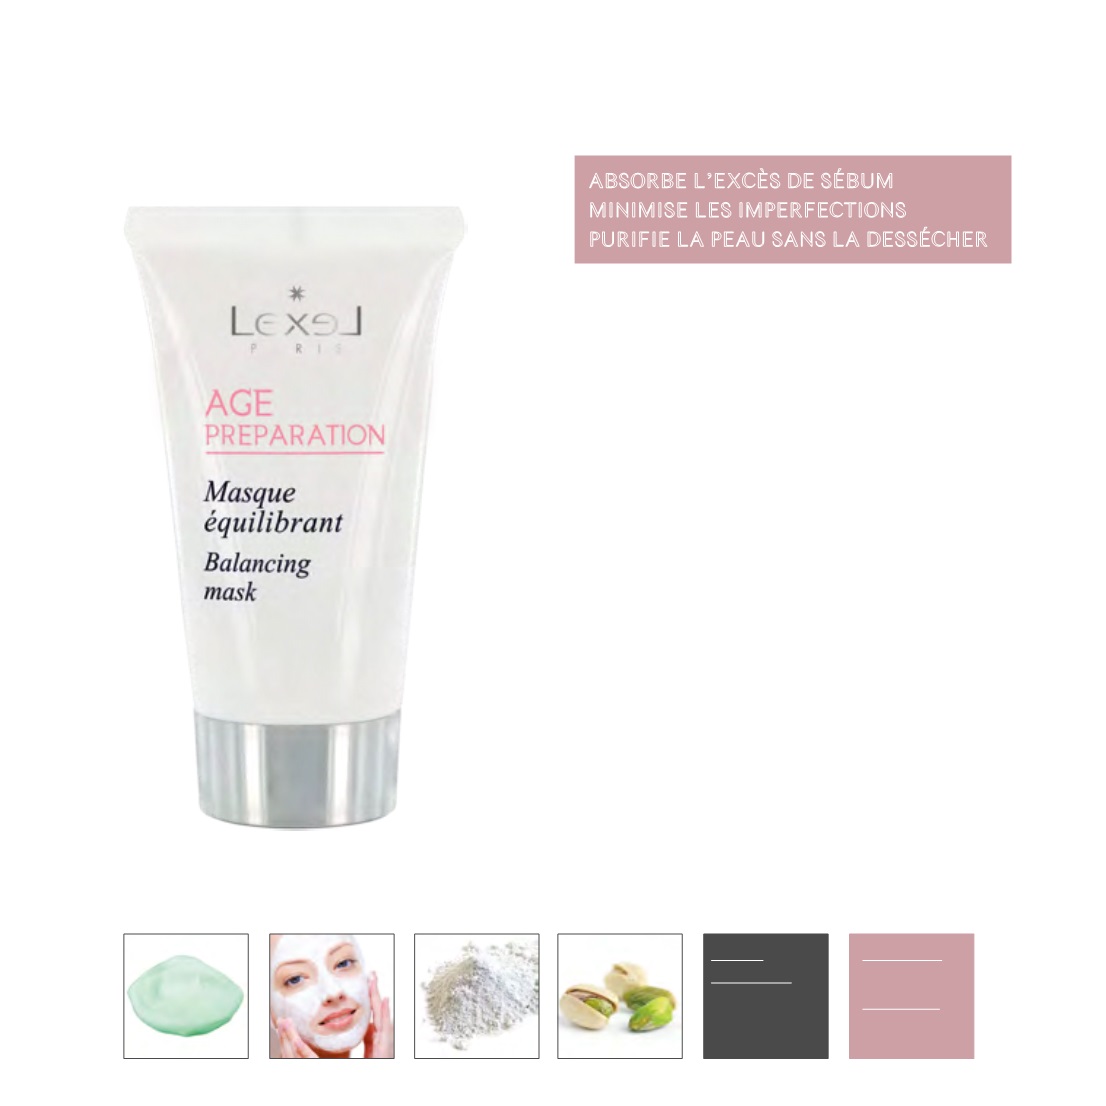 ABSORBE L'EXCÈS DE SÉBUM
MINIMISE LES IMPERFECTIONS
PURIFIE LA PEAU SANS LA DESSÉCHER
LexeL
PARIS
AGE
PREPARATION
Masque
équilibrant
Balancing
mask